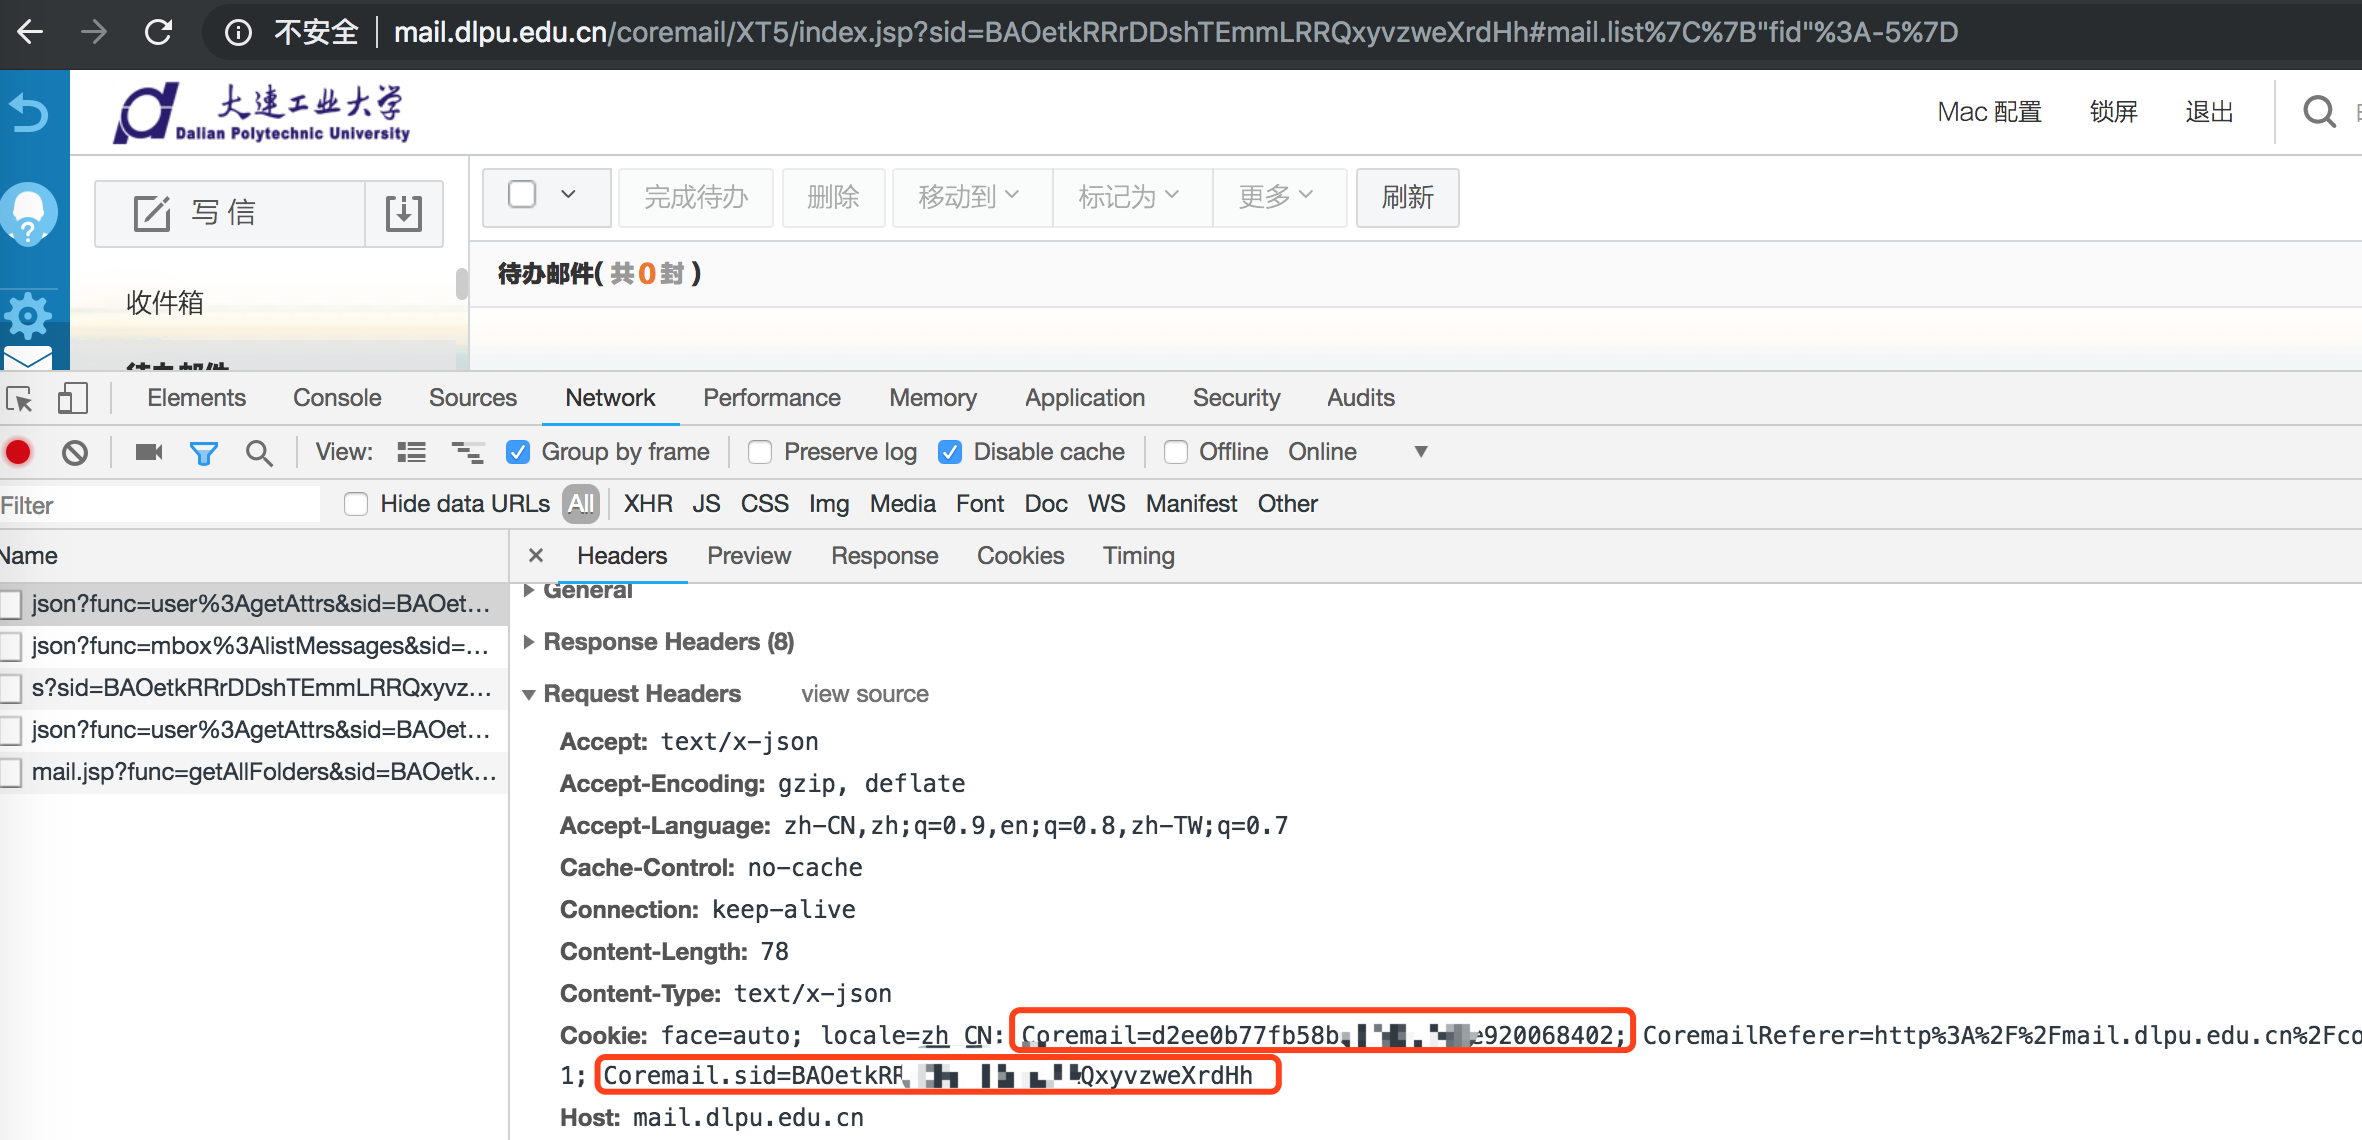 不安全 mail.dlpu.edu.cn/coremail/XT5/index.jsp?sid=BAOetkRRrDDshTEmmLRRQxyvzweXrdHh#mail.list%7C%7B"fid"%3A-5%7D
大连工业大学
Dalian Polytechnic University
Mac 配置 锁屏 退出
写 信
完成待办 删除 移动到 标记为 更多 刷新
待办邮件( 共0封 )
收件箱
待办邮件
Elements Console Sources Network Performance Memory Application Security Audits
View: Group by frame Preserve log Disable cache Offline Online
Filter Hide data URLs All XHR JS CSS Img Media Font Doc WS Manifest Other
Name
× Headers Preview Response Cookies Timing
json?func=user%3AgetAttrs&sid=BAOet...
json?func=mbox%3AlistMessages&sid=...
s?sid=BAOetkRRrDDshTEmmLRRQxyvz...
json?func=user%3AgetAttrs&sid=BAOet...
mail.jsp?func=getAllFolders&sid=BAOetk...
General
Response Headers (8)
Request Headers view source
Accept: text/x-json
Accept-Encoding: gzip, deflate
Accept-Language: zh-CN,zh;q=0.9,en;q=0.8,zh-TW;q=0.7
Cache-Control: no-cache
Connection: keep-alive
Content-Length: 78
Content-Type: text/x-json
Cookie: face=auto; locale=zh_CN; Coremail=d2ee0b77fb58b e920068402; CoremailReferer=http%3A%2F%2Fmail.dlpu.edu.cn%2Fco
1; Coremail.sid=BAOetkRR QxyvzweXrdHh
Host: mail.dlpu.edu.cn